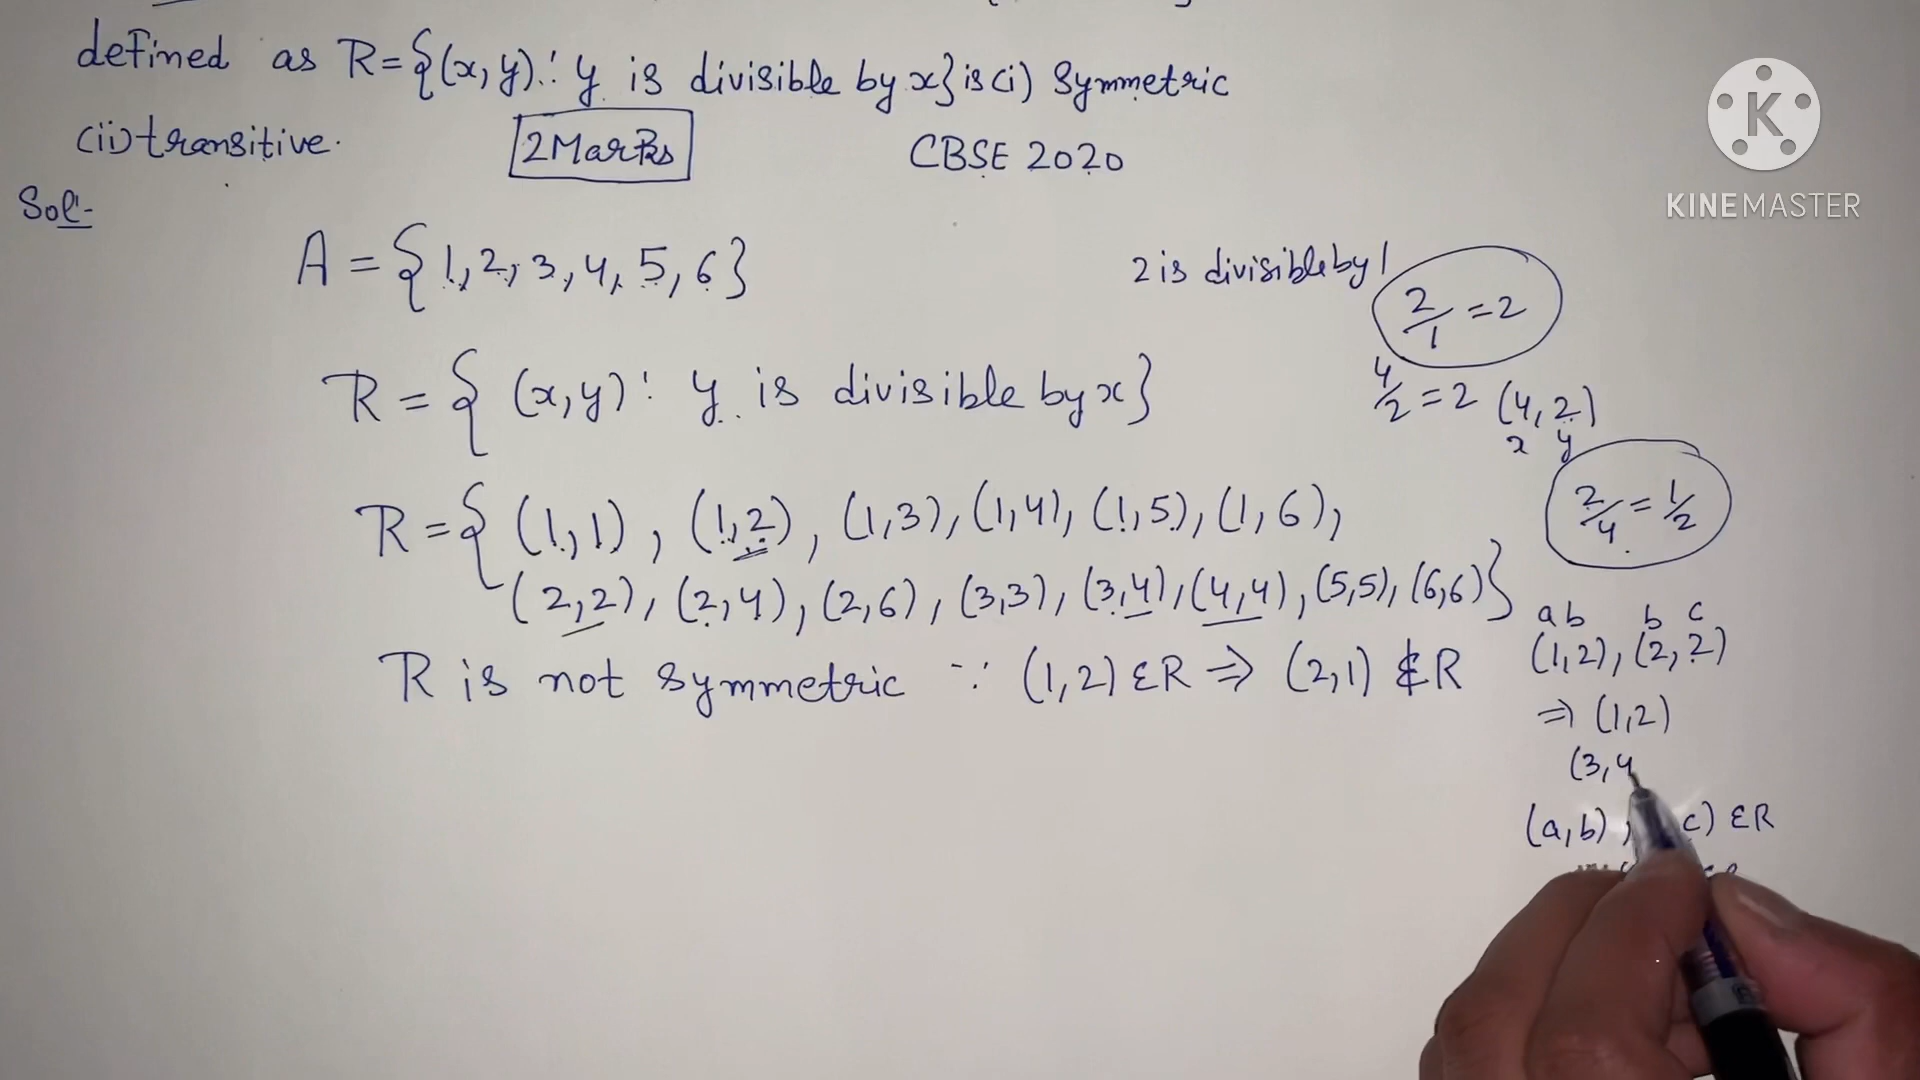 defined as R={(x,y): y is divisible by x} is (i) Symmetric
(ii) transitive.
2 Marks
CBSE 2020
K
KINEMASTER
Sol:-
A = {1,2,3,4,5,6}
2 is divisible by 1
2/1 = 2
R = { (x,y): y is divisible by x}
4/2 = 2 (4,2)
x y
2/4 = 1/2
R = { (1,1), (1,2), (1,3), (1,4), (1,5), (1,6),
(2,2), (2,4), (2,6), (3,3), (3,4), (4,4), (5,5), (6,6)}
a b b c
(1,2), (2,2)
R is not symmetric ∵ (1,2) ∈ R ⇒ (2,1) ∉ R
⇒ (1,2)
(3,4
(a,b), c) ∈ R